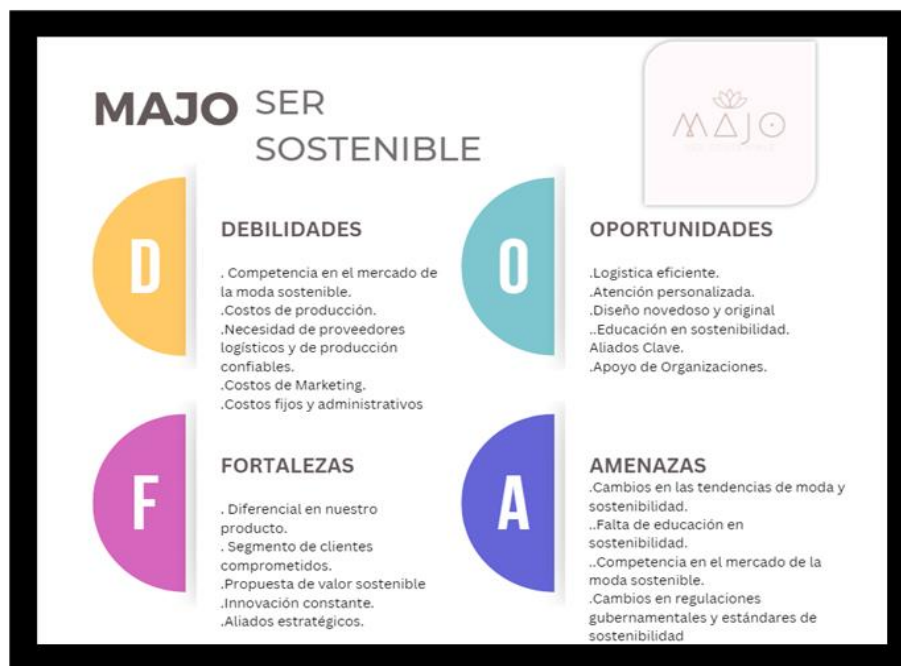 MAJO SER
SOSTENIBLE
MAJO
D
DEBILIDADES
. Competencia en el mercado de
la moda sostenible.
.Costos de producción.
.Necesidad de proveedores
logísticos y de producción
confiables.
.Costos de Marketing.
.Costos fijos y administrativos
O
OPORTUNIDADES
.Logistica eficiente.
.Atención personalizada.
.Diseño novedoso y original
..Educación en sostenibilidad.
Aliados Clave.
.Apoyo de Organizaciones.
F
FORTALEZAS
. Diferencial en nuestro
producto.
. Segmento de clientes
comprometidos.
.Propuesta de valor sostenible
.Innovación constante.
.Aliados estratégicos.
A
AMENAZAS
.Cambios en las tendencias de moda y
sostenibilidad.
..Falta de educación en
sostenibilidad.
..Competencia en el mercado de la
moda sostenible.
.Cambios en regulaciones
gubernamentales y estándares de
sostenibilidad